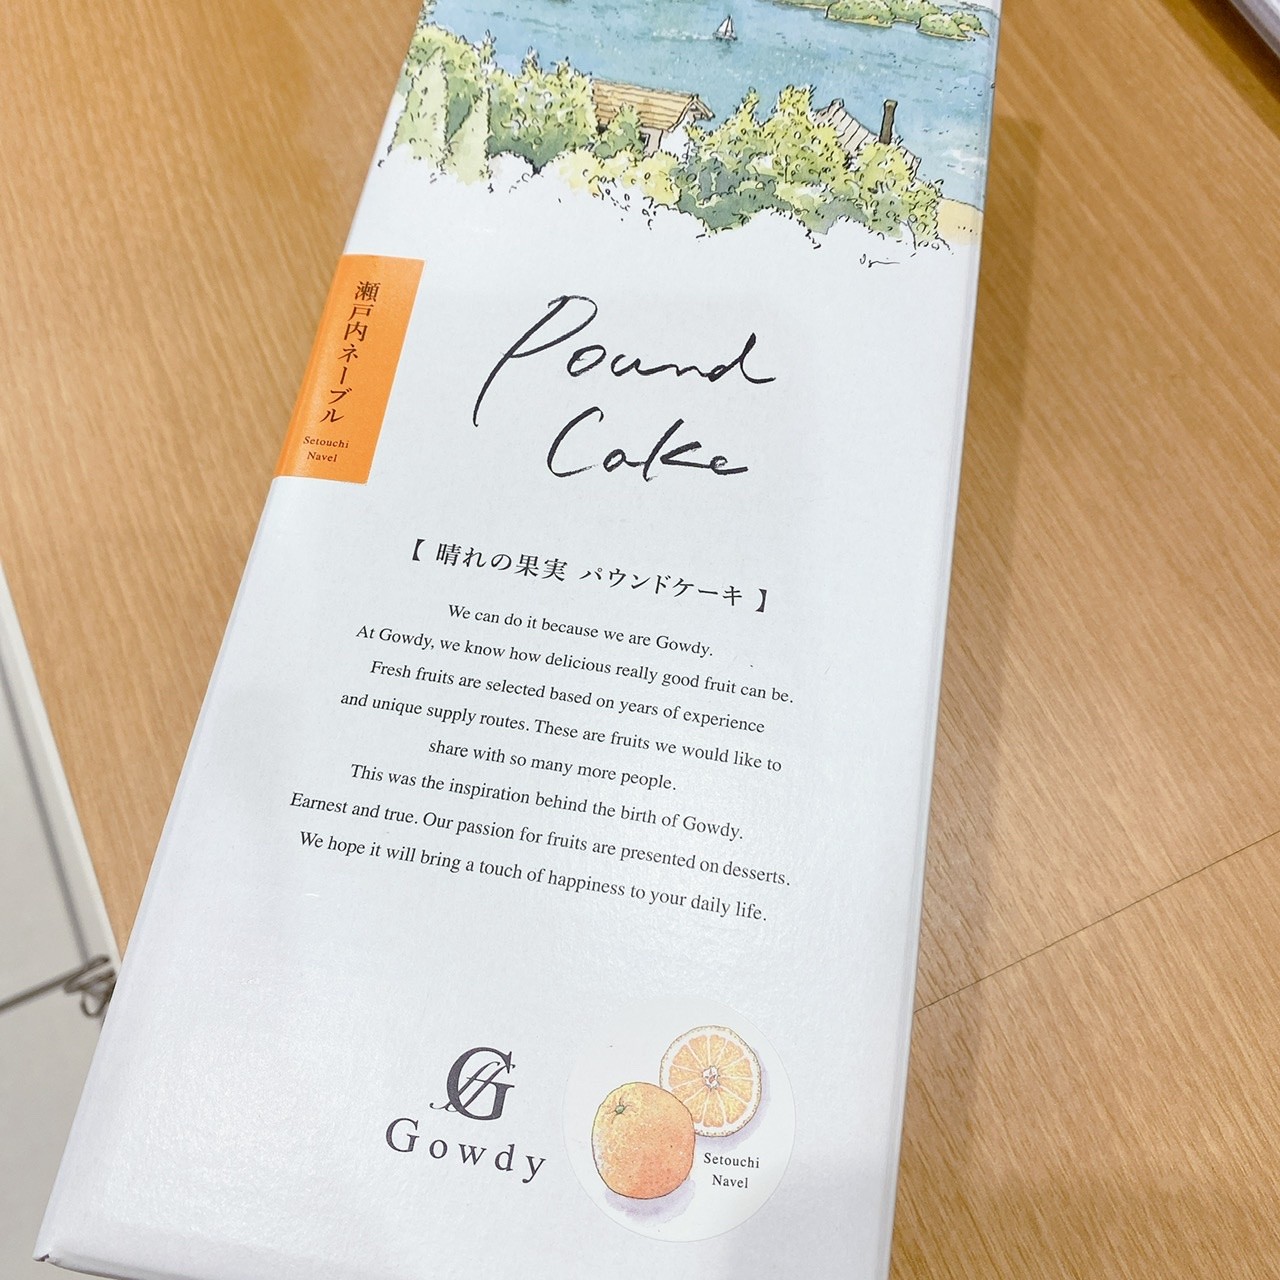 瀬戸内ネーブル
Setouchi
Navel
Pound
Cake
【 晴れの果実 パウンドケーキ 】
We can do it because we are Gowdy.
At Gowdy, we know how delicious really good fruit can be.
Fresh fruits are selected based on years of experience
and unique supply routes. These are fruits we would like to
share with so many more people.
This was the inspiration behind the birth of Gowdy.
Earnest and true. Our passion for fruits are presented on desserts.
We hope it will bring a touch of happiness to your daily life.
Gowdy
Setouchi
Navel